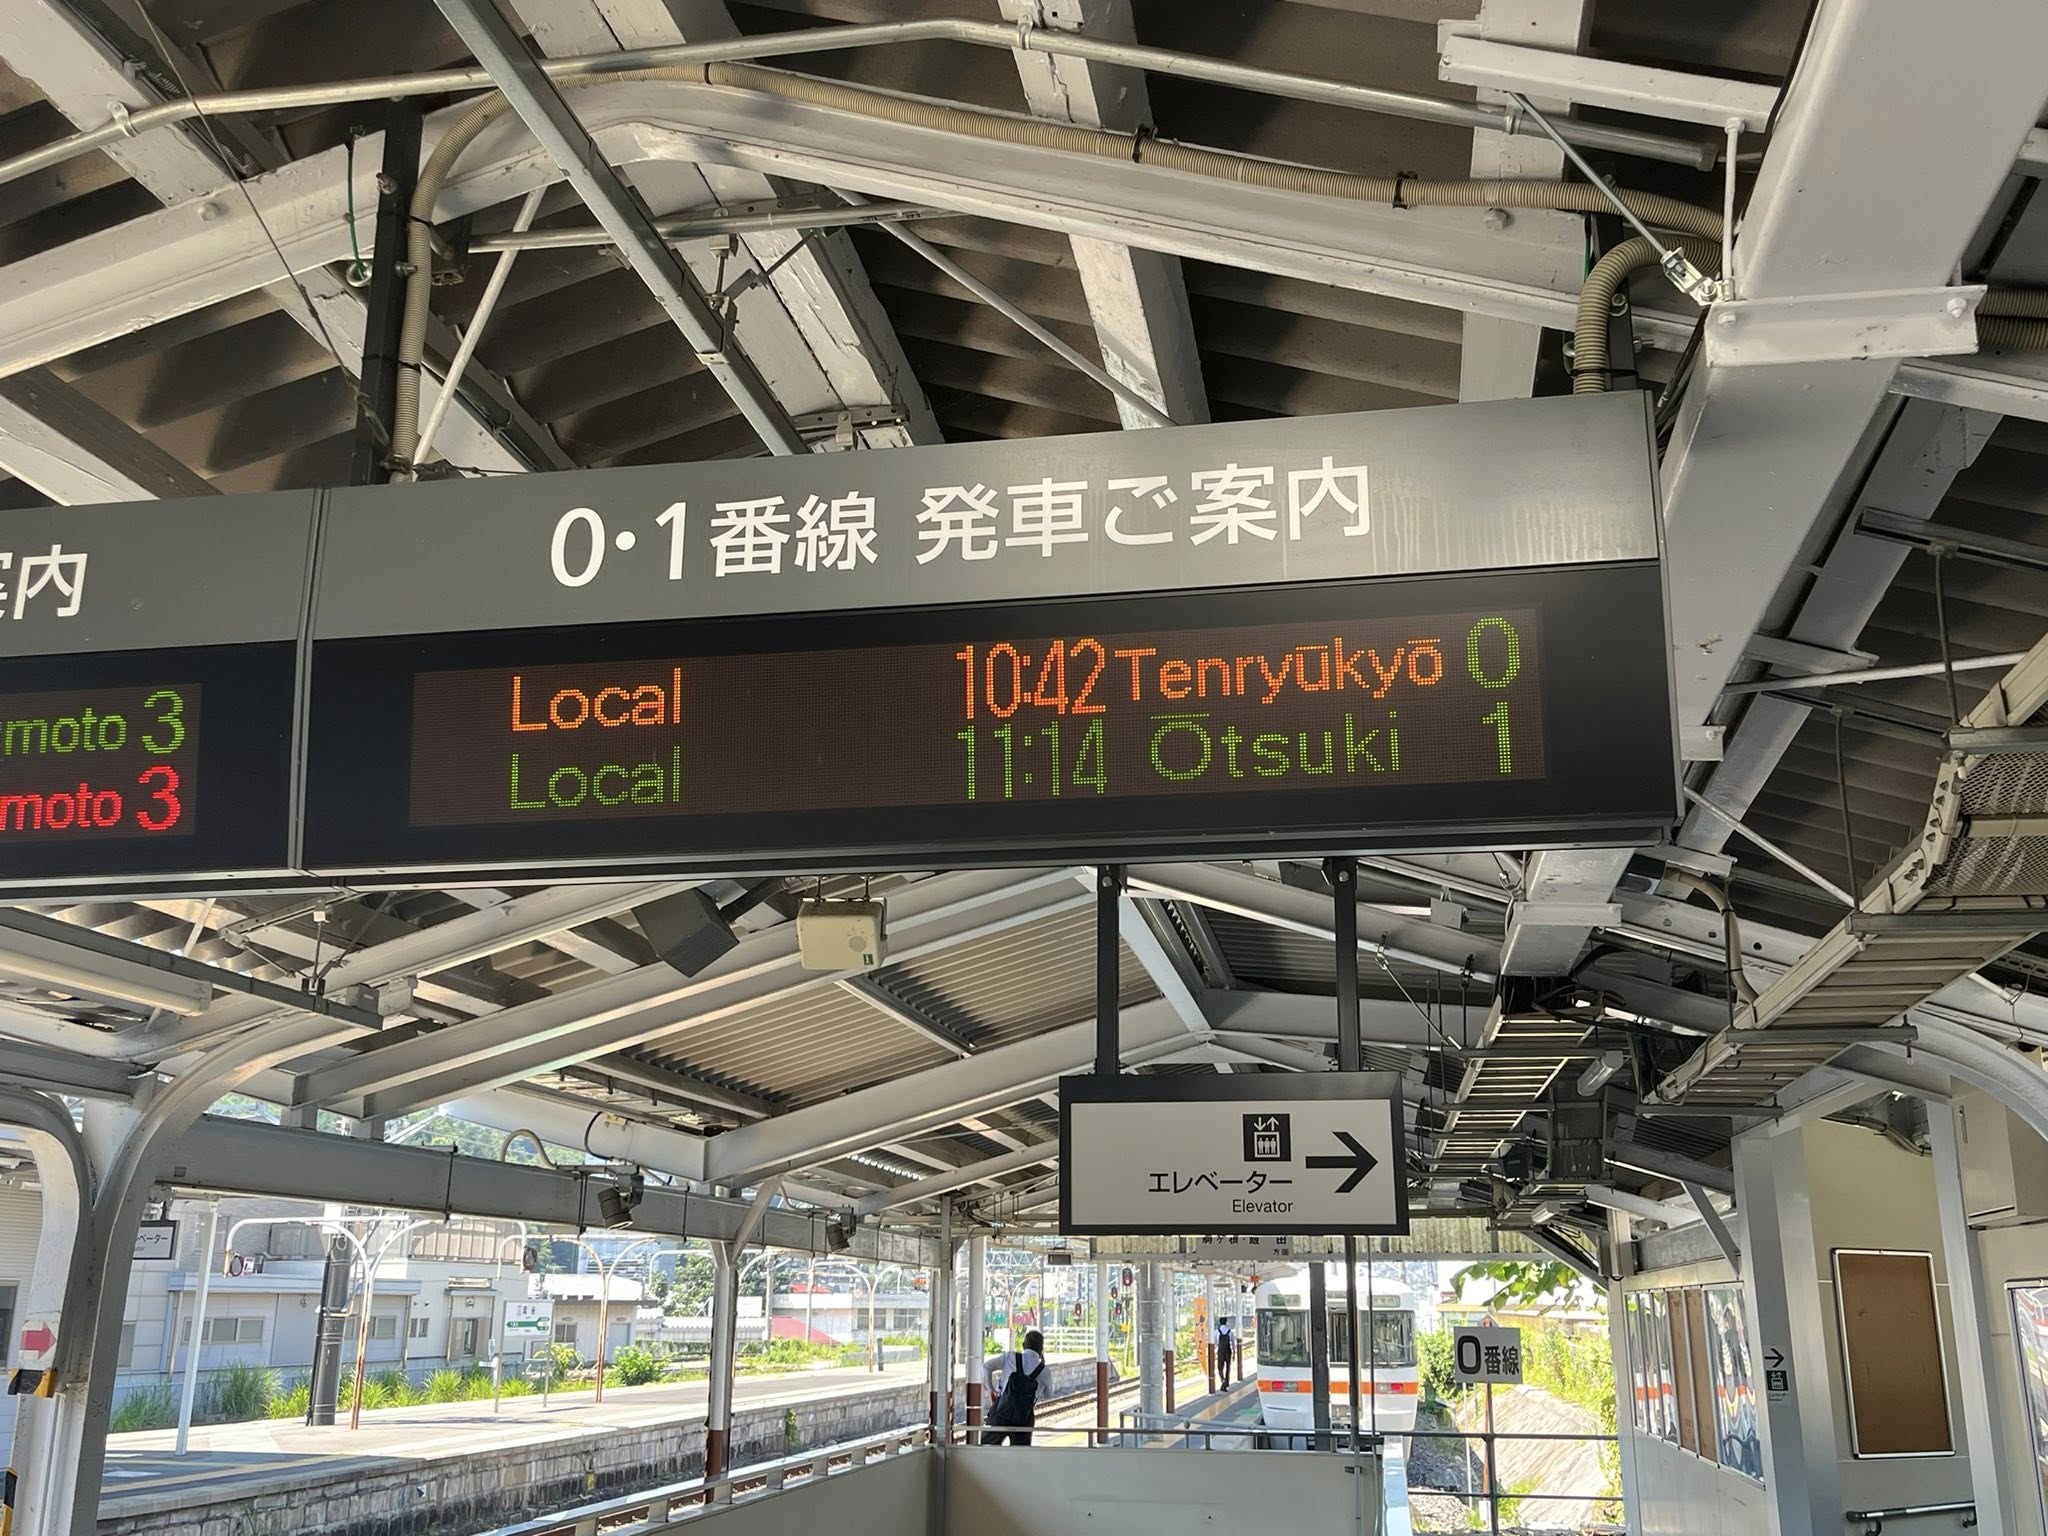 案内
0・1番線 発車ご案内
moto 3
moto 3
Local 10:42 Tenryūkyō 0
Local 11:14 Ōtsuki 1
エレベーター
Elevator
0番線